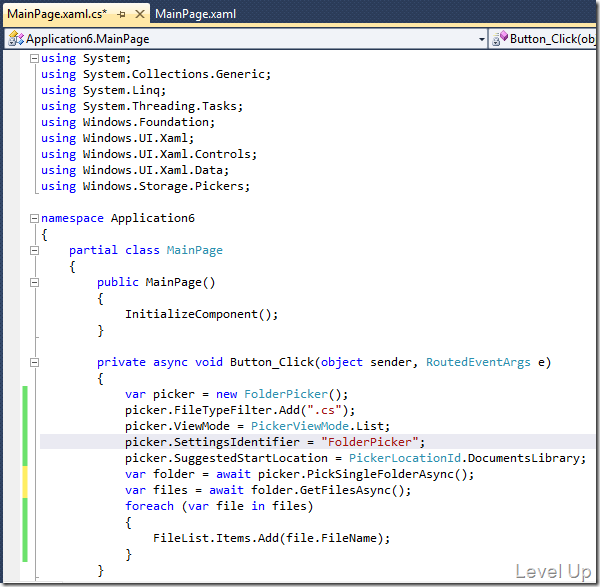 MainPage.xaml.cs* MainPage.xaml
Application6.MainPage Button_Click(ob
using System;
using System.Collections.Generic;
using System.Linq;
using System.Threading.Tasks;
using Windows.Foundation;
using Windows.UI.Xaml;
using Windows.UI.Xaml.Controls;
using Windows.UI.Xaml.Data;
using Windows.Storage.Pickers;
namespace Application6
{
partial class MainPage
{
public MainPage()
{
InitializeComponent();
}
private async void Button_Click(object sender, RoutedEventArgs e)
{
var picker = new FolderPicker();
picker.FileTypeFilter.Add(".cs");
picker.ViewMode = PickerViewMode.List;
picker.SettingsIdentifier = "FolderPicker";
picker.SuggestedStartLocation = PickerLocationId.DocumentsLibrary;
var folder = await picker.PickSingleFolderAsync();
var files = await folder.GetFilesAsync();
foreach (var file in files)
{
FileList.Items.Add(file.FileName);
}
}
Level Up